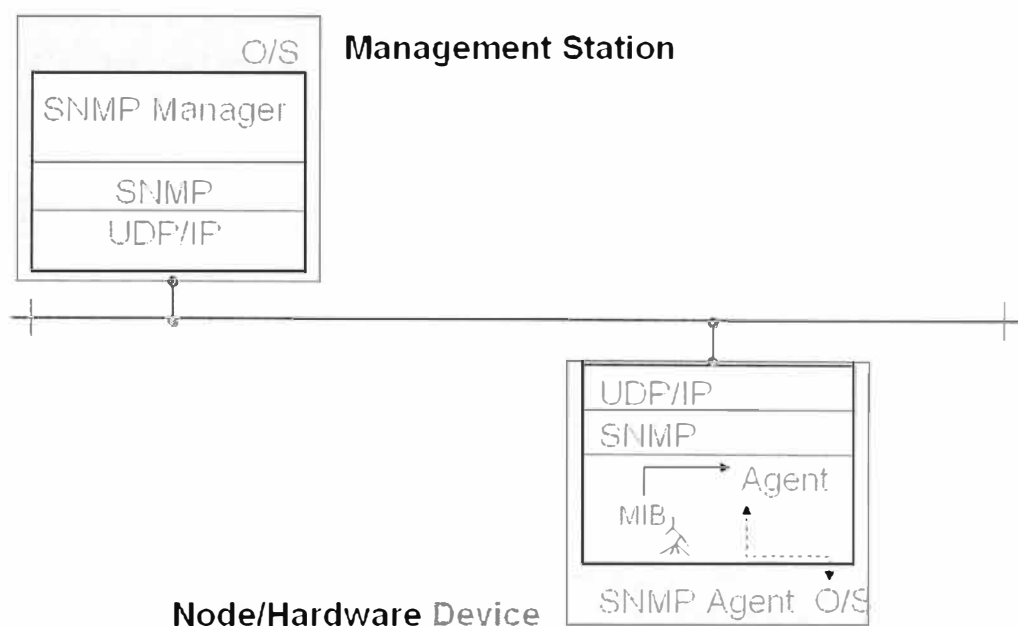 O/S Management Station
SNMP Manager
SNMP
UDP/IP
UDP/IP
SNMP
Agent
MIB
SNMP Agent O/S
Node/Hardware Device